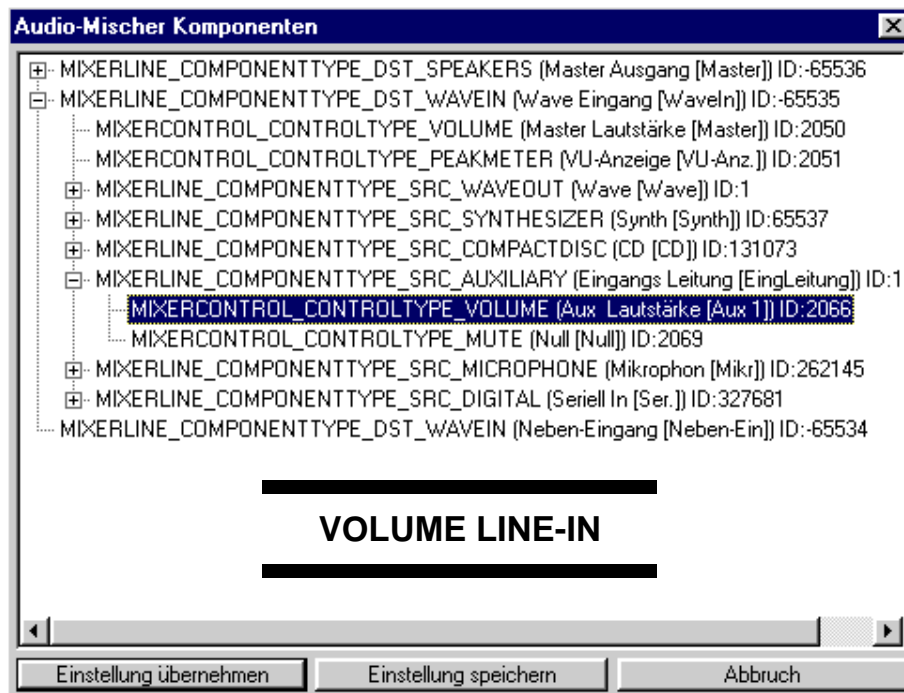 Audio-Mischer Komponenten
MIXERLINE_COMPONENTTYPE_DST_SPEAKERS (Master Ausgang [Master]) ID:-65536
MIXERLINE_COMPONENTTYPE_DST_WAVEIN (Wave Eingang [WaveIn]) ID:-65535
MIXERCONTROL_CONTROLTYPE_VOLUME (Master Lautstärke [Master]) ID:2050
MIXERCONTROL_CONTROLTYPE_PEAKMETER (VU-Anzeige [VU-Anz.]) ID:2051
MIXERLINE_COMPONENTTYPE_SRC_WAVEOUT (Wave [Wave]) ID:1
MIXERLINE_COMPONENTTYPE_SRC_SYNTHESIZER (Synth [Synth]) ID:65537
MIXERLINE_COMPONENTTYPE_SRC_COMPACTDISC (CD [CD]) ID:131073
MIXERLINE_COMPONENTTYPE_SRC_AUXILIARY (Eingangs Leitung [EingLeitung]) ID:1
MIXERCONTROL_CONTROLTYPE_VOLUME (Aux Lautstärke [Aux 1]) ID:2066
MIXERCONTROL_CONTROLTYPE_MUTE (Null [Null]) ID:2069
MIXERLINE_COMPONENTTYPE_SRC_MICROPHONE (Mikrophon [Mikr]) ID:262145
MIXERLINE_COMPONENTTYPE_SRC_DIGITAL (Seriell In [Ser.]) ID:327681
MIXERLINE_COMPONENTTYPE_DST_WAVEIN (Neben-Eingang [Neben-Ein]) ID:-65534
VOLUME LINE-IN
Einstellung übernehmen Einstellung speichern Abbruch